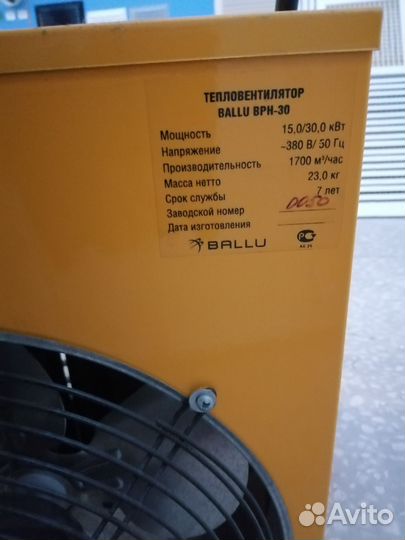 ТЕПЛОВЕНТИЛЯТОР
BALLU BPH-30
Мощность 15.0/30,0 кВт
Напряжение ~380 В/ 50 Гц
Производительность 1700 м³/час
Масса нетто 23.0 кг
Срок службы 7 лет
Заводской номер 0050
Дата изготовления
BALLU
Avito